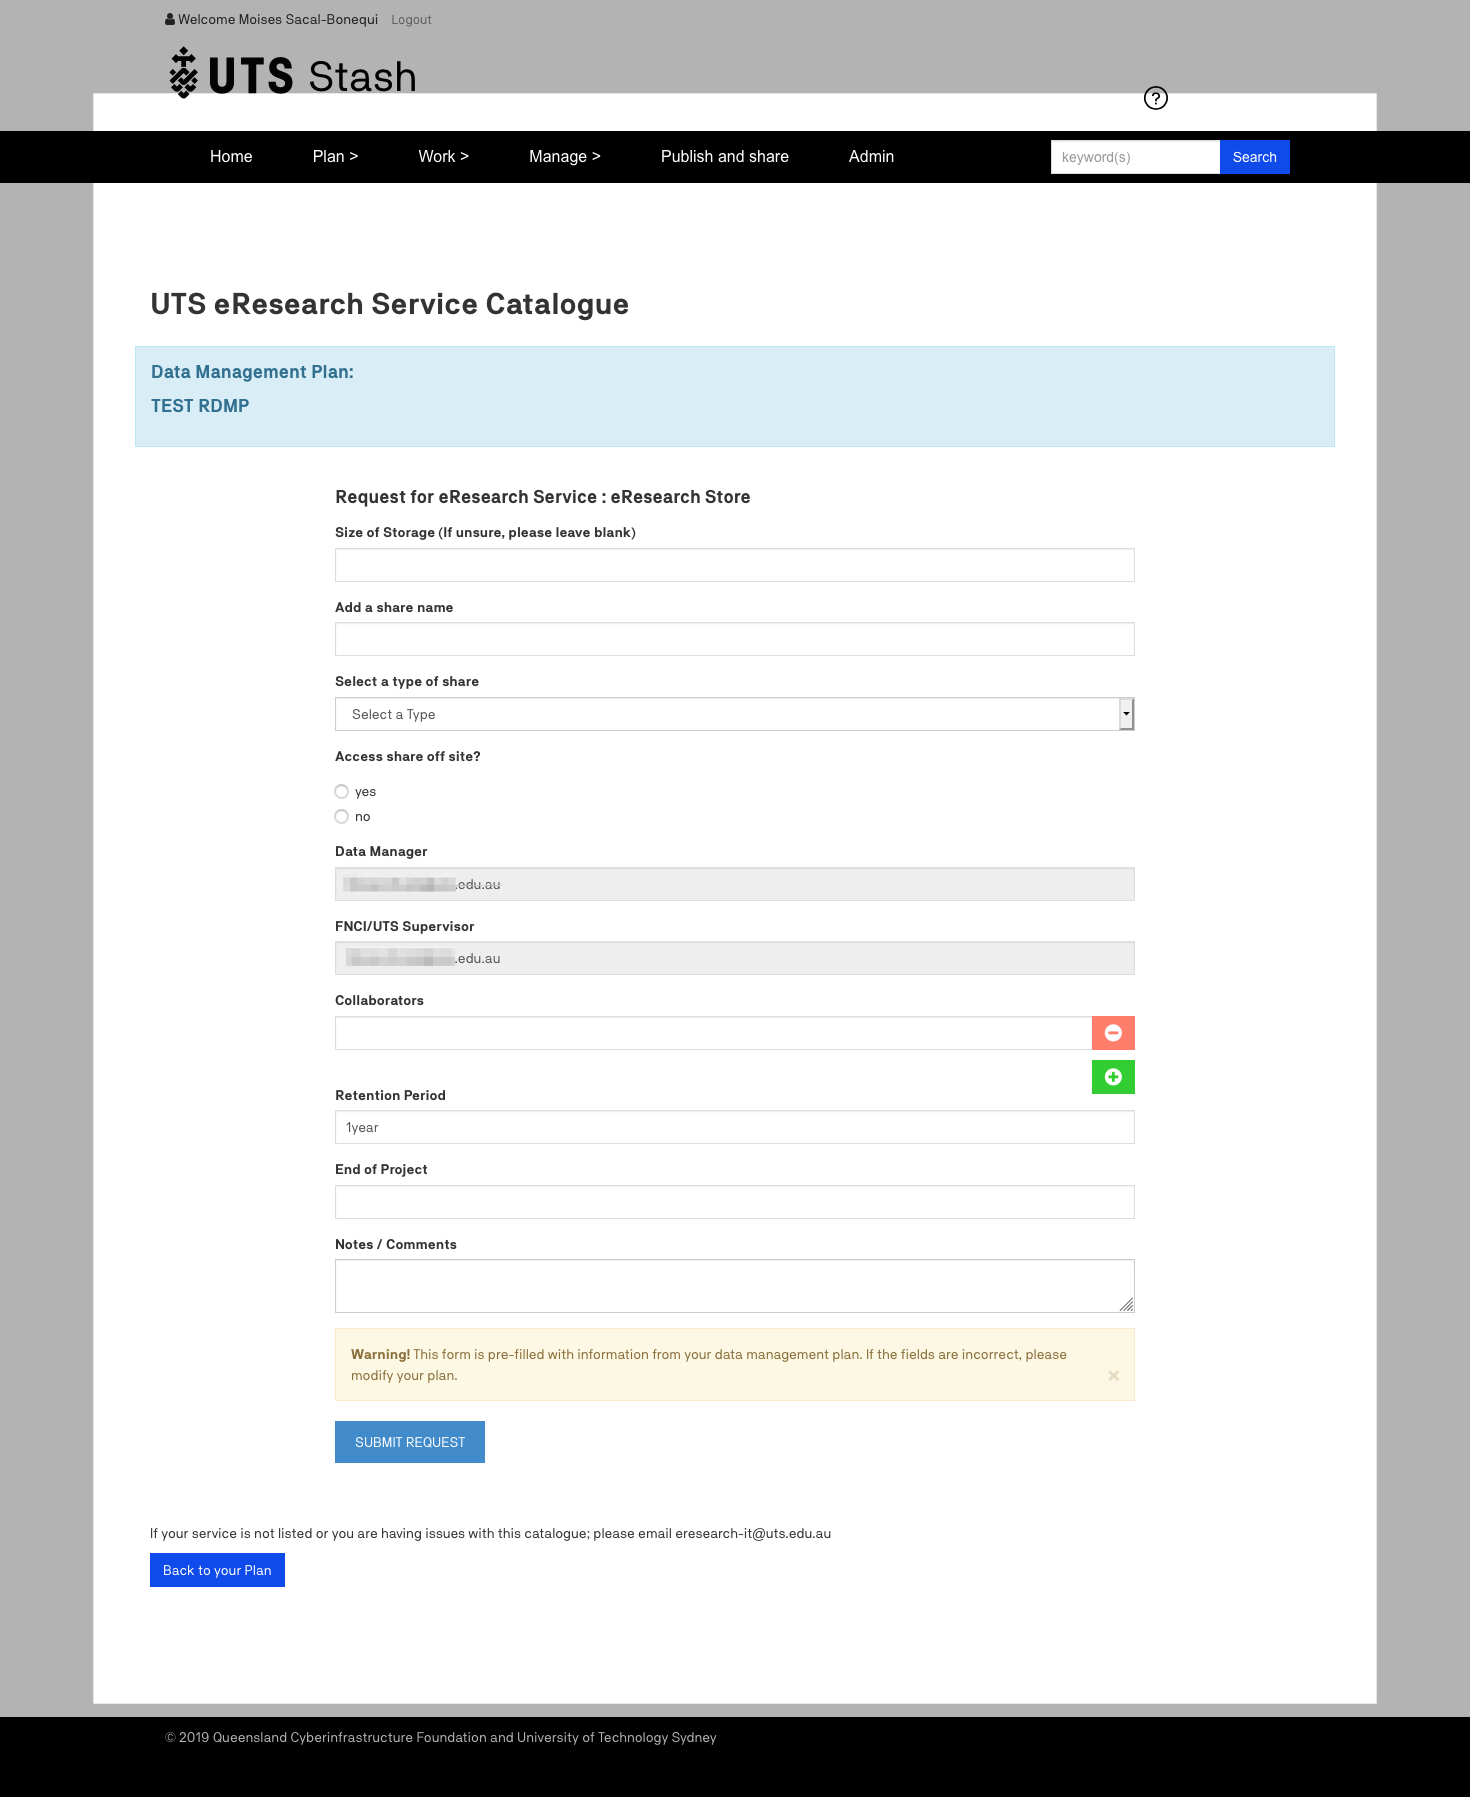 Welcome Moises Sacal-Bonequi Logout
UTS Stash
?
Home Plan > Work > Manage > Publish and share Admin keyword(s) Search
UTS eResearch Service Catalogue
Data Management Plan:
TEST RDMP
Request for eResearch Service : eResearch Store
Size of Storage (If unsure, please leave blank)
Add a share name
Select a type of share
Select a Type
Access share off site?
yes
no
Data Manager
.edu.au
FNCI/UTS Supervisor
.edu.au
Collaborators
Retention Period
1year
End of Project
Notes / Comments
Warning! This form is pre-filled with information from your data management plan. If the fields are incorrect, please
modify your plan. ×
SUBMIT REQUEST
If your service is not listed or you are having issues with this catalogue; please email eresearch-it@uts.edu.au
Back to your Plan
© 2019 Queensland Cyberinfrastructure Foundation and University of Technology Sydney